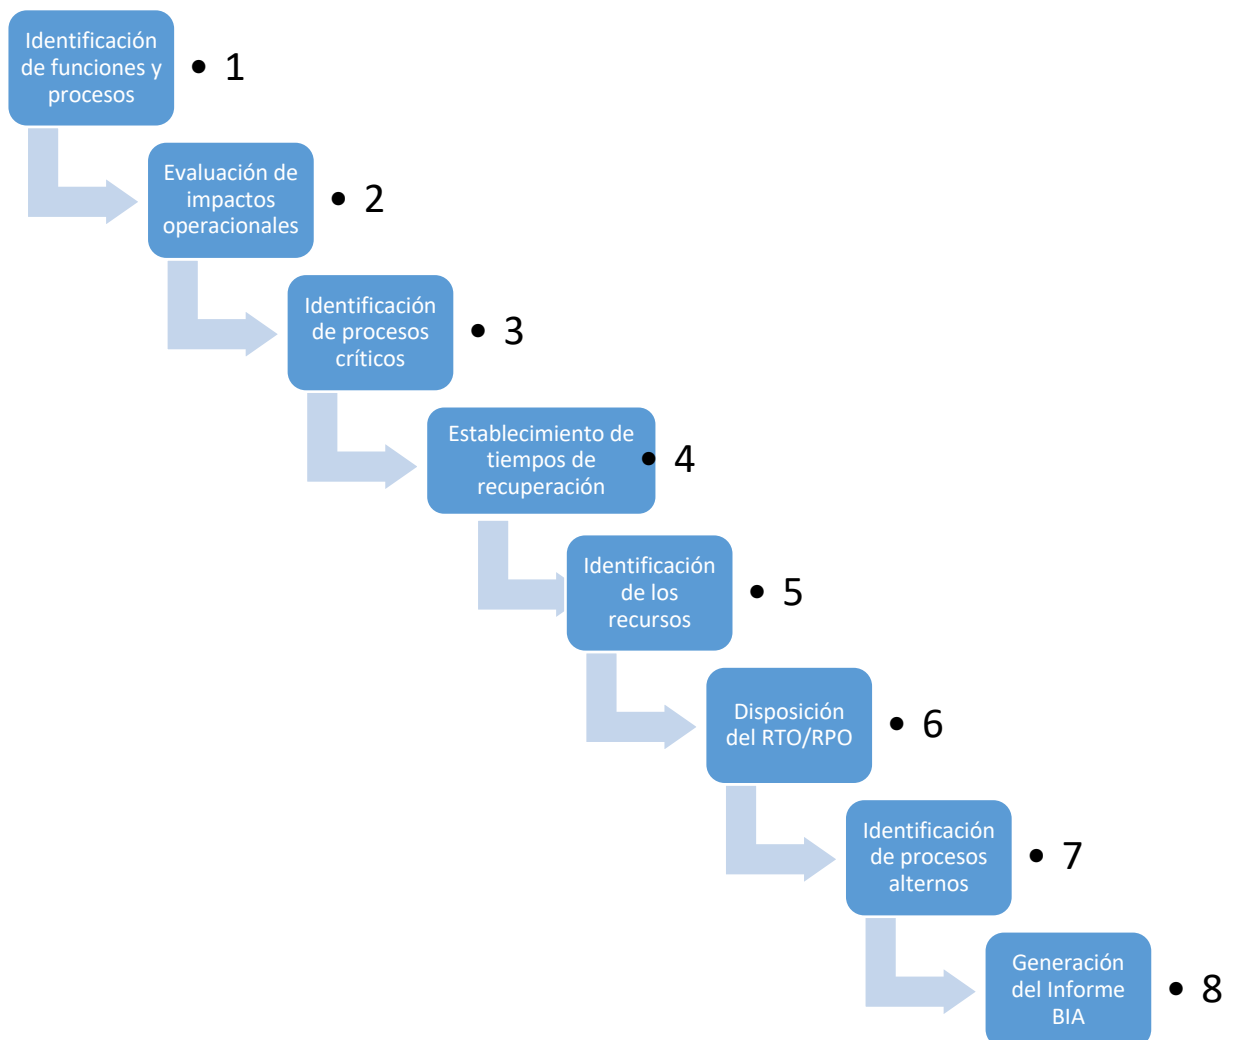 Identificación
de funciones y
procesos
• 1
Evaluación de
impactos
operacionales
• 2
Identificación
de procesos
críticos
• 3
Establecimiento de
tiempos de
recuperación
• 4
Identificación
de los
recursos
• 5
Disposición
del RTO/RPO
• 6
Identificación
de procesos
alternos
• 7
Generación
del Informe
BIA
• 8